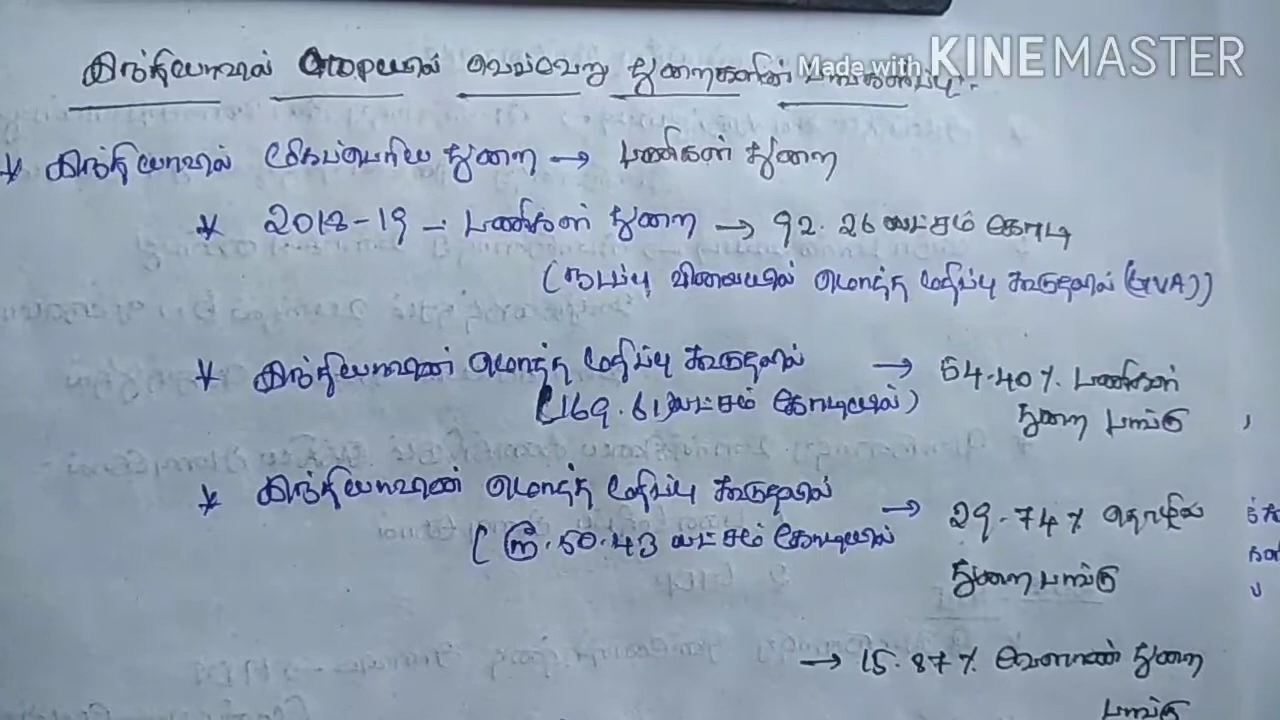 Made with KINEMASTER
இந்தியாவில் முறையில் வெவ்வேறு துறைகளின் பங்களிப்பு.
* இந்தியாவில் மிகப்பெரிய துறை → பணிகள் துறை
* 2018-19 -: பணிகள் துறை → 92.26 லட்சம் கோடி
(நடப்பு விலையில் மொத்த மதிப்பு கூடுதலில் (GVA))
* இந்தியாவின் மொத்த மதிப்பு கூடுதலில் → 54.40% பணிகள்
(169.61) லட்சம் கோடியில்) துறை பங்கு
* இந்தியாவின் மொத்த மதிப்பு கூடுதலில் → 29.74% தொழில்
(ரூ.50.43 லட்சம் கோடியில் துறை பங்கு
→ 15.87% வேளாண் துறை
பங்கு